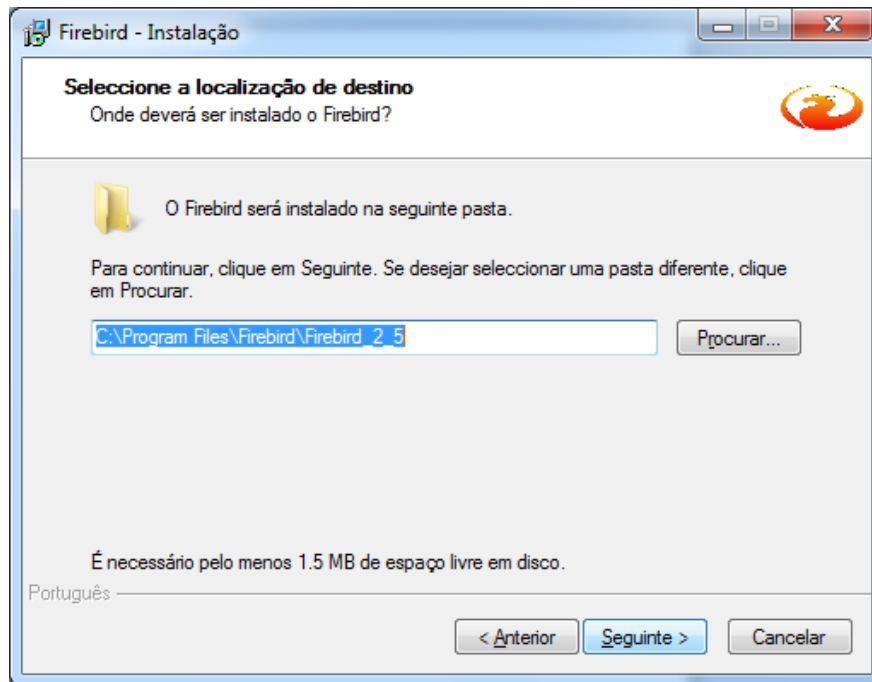 Firebird - Instalação
Seleccione a localização de destino
Onde deverá ser instalado o Firebird?
O Firebird será instalado na seguinte pasta.
Para continuar, clique em Seguinte. Se desejar seleccionar uma pasta diferente, clique
em Procurar.
C:\Program Files\Firebird\Firebird_2_5
Procurar...
É necessário pelo menos 1.5 MB de espaço livre em disco.
Português
< Anterior
Seguinte >
Cancelar